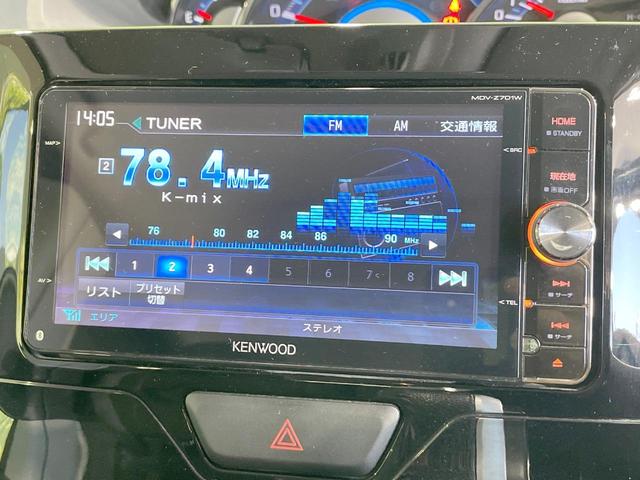 MDV-Z701W
14:05
TUNER
FM
AM
交通情報
2
78.4MHz
K-mix
76
80
82
84
86
90
MHz
1 2 3 4 5 6 7 8
リスト
プリセット
切替
エリア
ステレオ
KENWOOD
MAP
AV
SRC
TEL
HOME
STANDBY
現在地
画面OFF
サーチ
サーチ